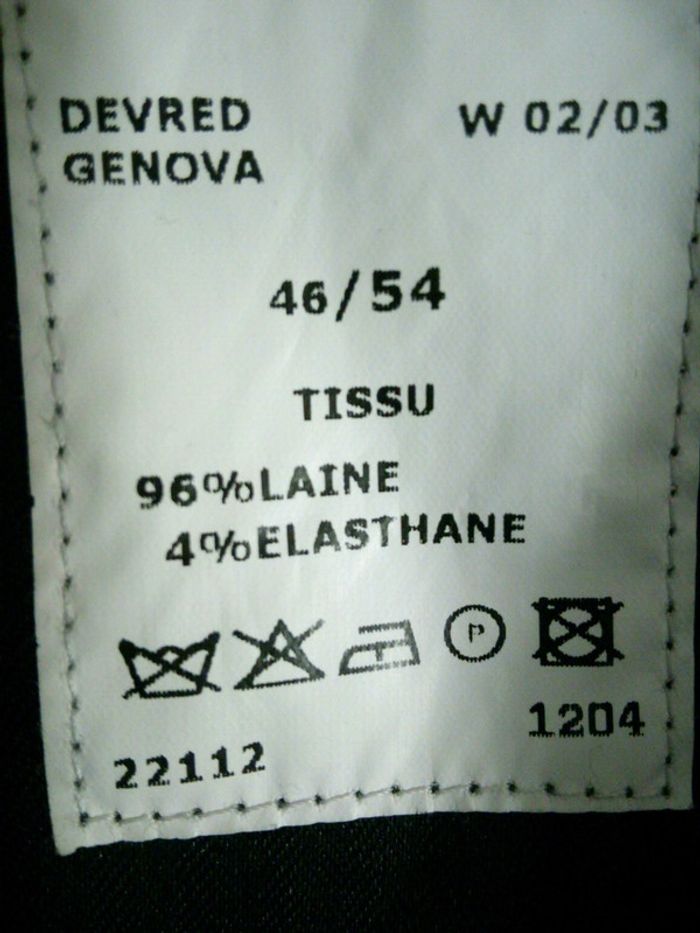 DEVRED W 02/03
GENOVA
46/54
TISSU
96%LAINE
4%ELASTHANE
P
1204
22112